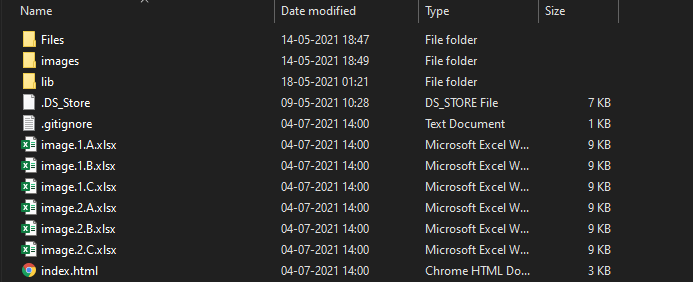 Name Date modified Type Size
Files 14-05-2021 18:47 File folder
images 14-05-2021 18:49 File folder
lib 18-05-2021 01:21 File folder
.DS_Store 09-05-2021 10:28 DS_STORE File 7 KB
.gitignore 04-07-2021 14:00 Text Document 1 KB
image.1.A.xlsx 04-07-2021 14:00 Microsoft Excel W... 9 KB
image.1.B.xlsx 04-07-2021 14:00 Microsoft Excel W... 9 KB
image.1.C.xlsx 04-07-2021 14:00 Microsoft Excel W... 9 KB
image.2.A.xlsx 04-07-2021 14:00 Microsoft Excel W... 9 KB
image.2.B.xlsx 04-07-2021 14:00 Microsoft Excel W... 9 KB
image.2.C.xlsx 04-07-2021 14:00 Microsoft Excel W... 9 KB
index.html 04-07-2021 14:00 Chrome HTML Do... 3 KB